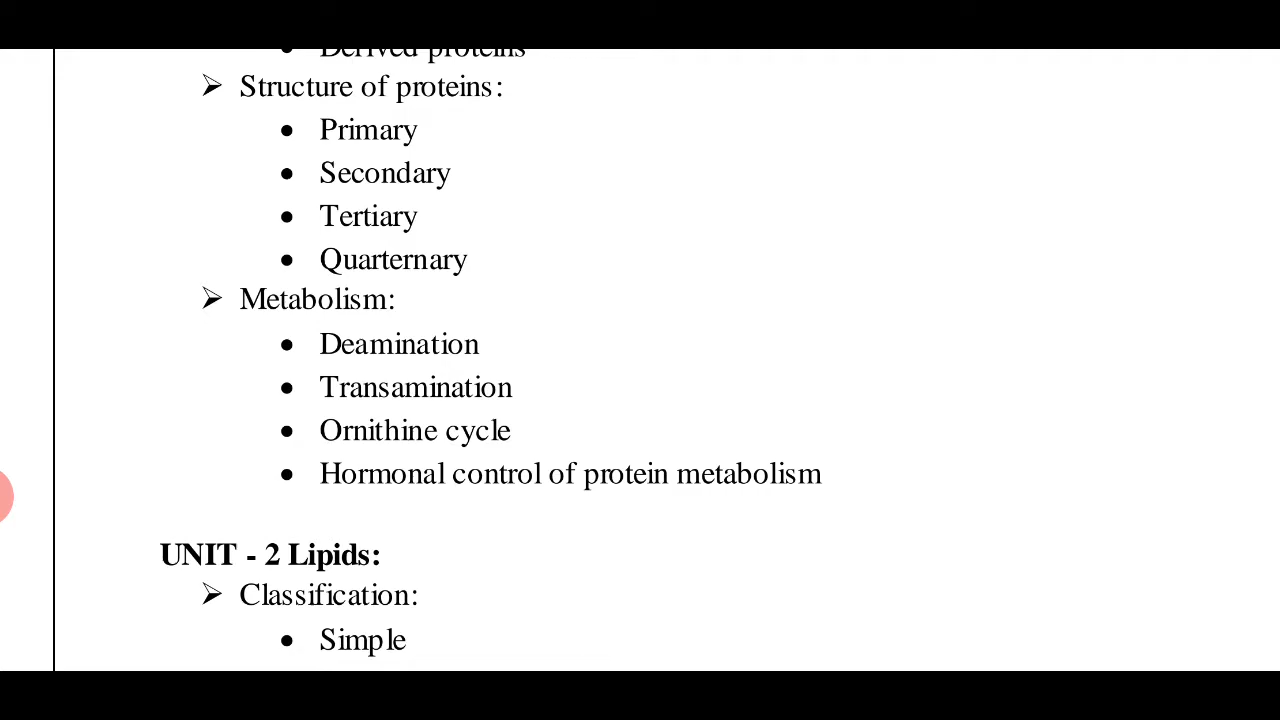 • Derived proteins
➢ Structure of proteins:
• Primary
• Secondary
• Tertiary
• Quarternary
➢ Metabolism:
• Deamination
• Transamination
• Ornithine cycle
• Hormonal control of protein metabolism
UNIT - 2 Lipids:
➢ Classification:
• Simple